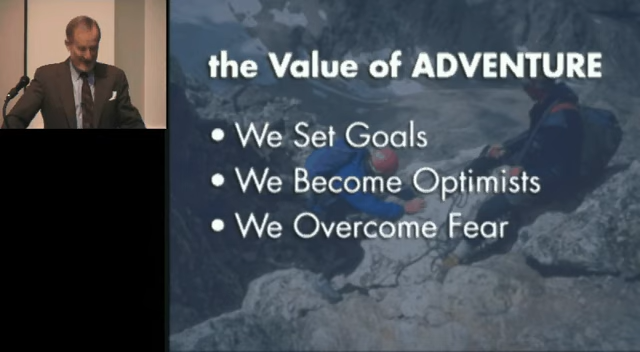 the Value of ADVENTURE
• We Set Goals
• We Become Optimists
• We Overcome Fear